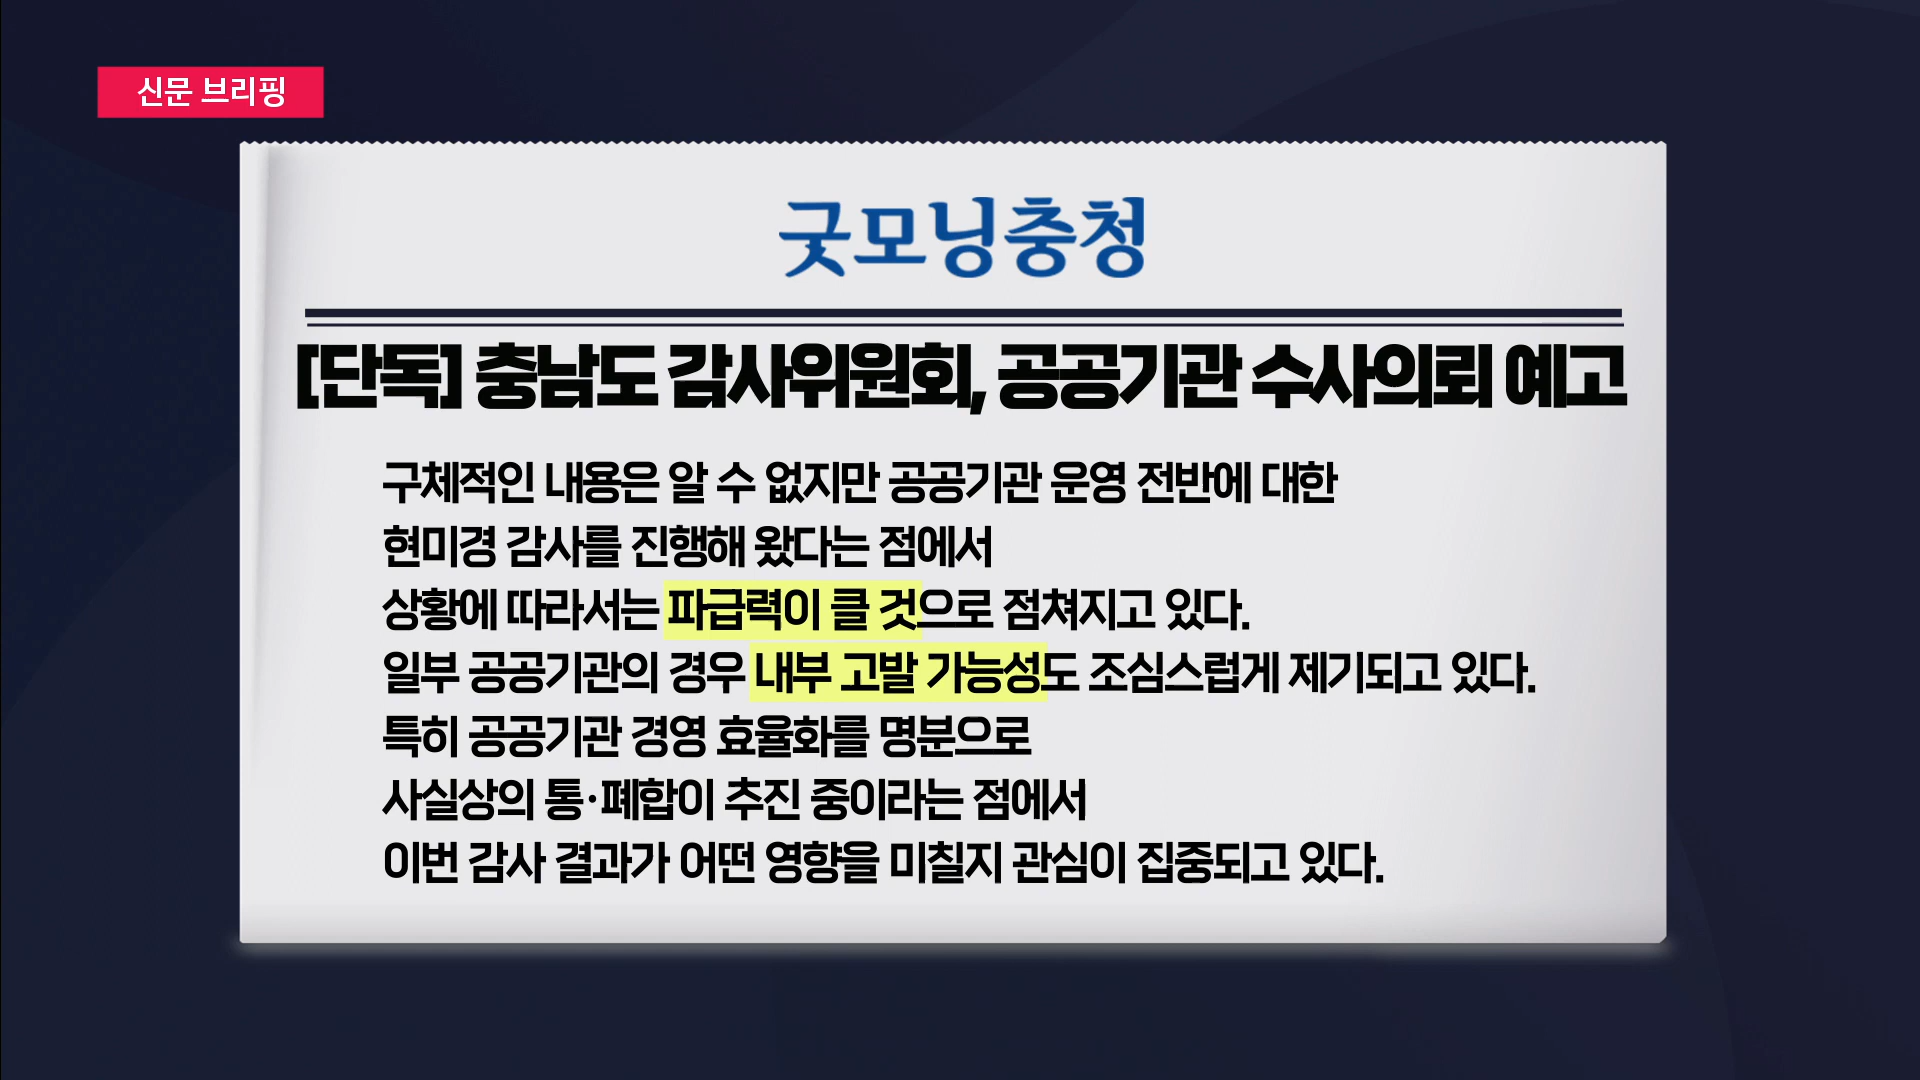 신문 브리핑
굿모닝충청
[단독] 충남도 감사위원회, 공공기관 수사의뢰 예고
구체적인 내용은 알 수 없지만 공공기관 운영 전반에 대한
현미경 감사를 진행해 왔다는 점에서
상황에 따라서는 파급력이 클 것으로 점쳐지고 있다.
일부 공공기관의 경우 내부 고발 가능성도 조심스럽게 제기되고 있다.
특히 공공기관 경영 효율화를 명분으로
사실상의 통·폐합이 추진 중이라는 점에서
이번 감사 결과가 어떤 영향을 미칠지 관심이 집중되고 있다.